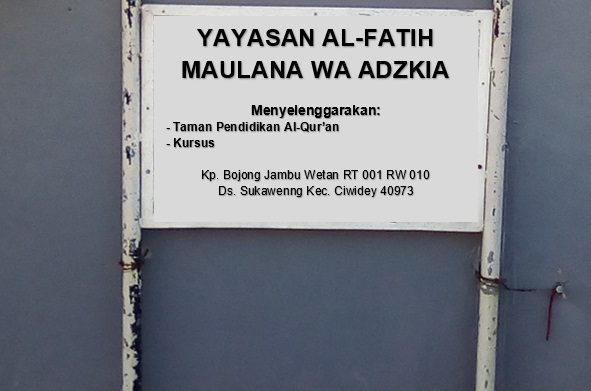 YAYASAN AL-FATIH
MAULANA WA ADZKIA
Menyelenggarakan:
- Taman Pendidikan Al-Qur'an
- Kursus
Kp. Bojong Jambu Wetan RT 001 RW 010
Ds. Sukawenng Kec. Ciwidey 40973